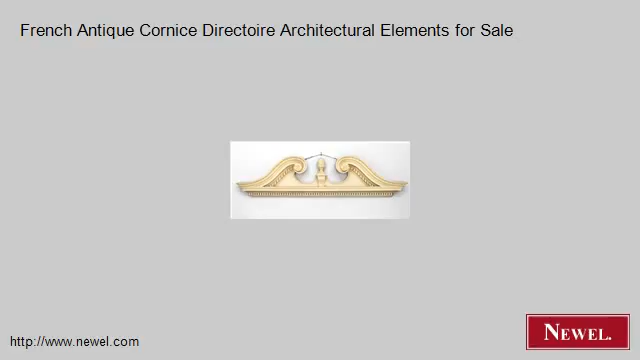 French Antique Cornice Directoire Architectural Elements for Sale
http://www.newel.com
NEWEL.